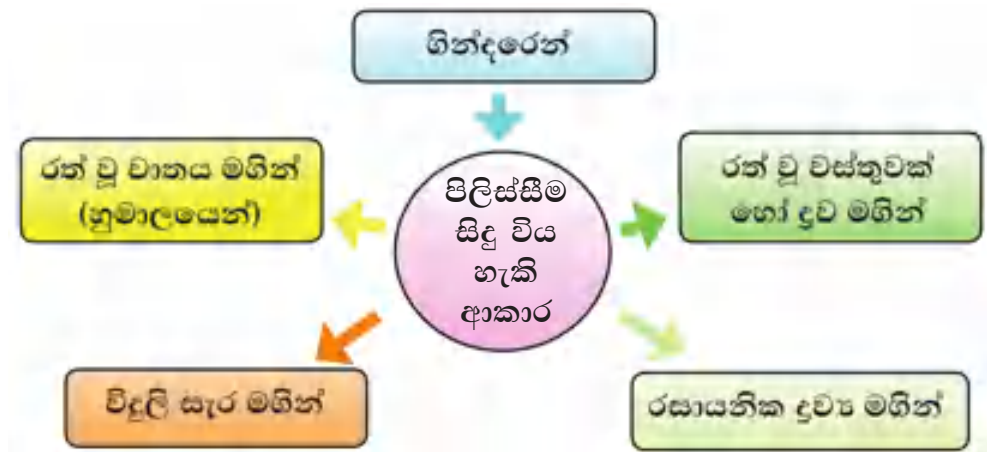 ගින්දරෙන්
රත් වූ වාතය මගින්
(හුමාලයෙන්)
රත් වූ වස්තුවක්
හෝ ද්‍රව මගින්
පිලිස්සීම
සිදු විය
හැකි
ආකාර
විදුලි සැර මගින්
රසායනික ද්‍රව්‍ය මගින්